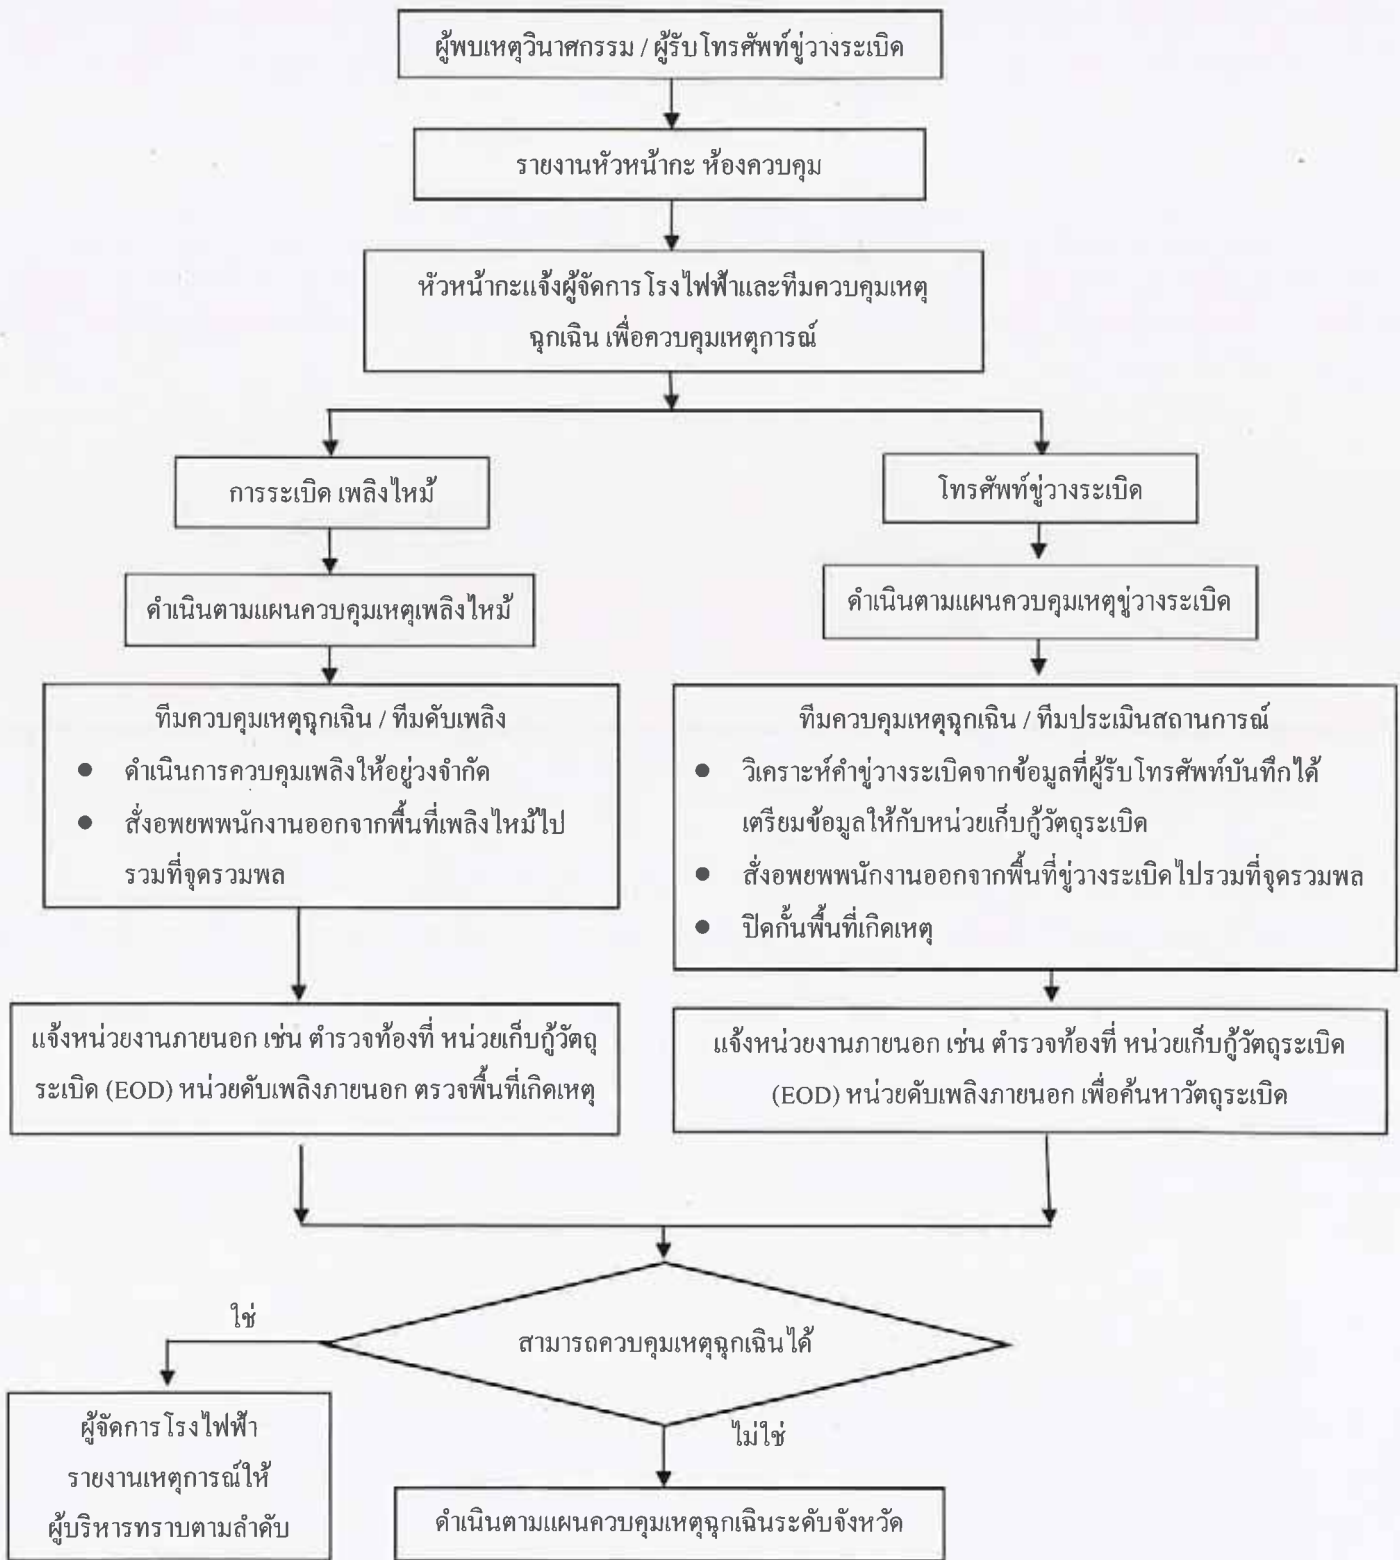 ผู้พบเหตุวินาศกรรม / ผู้รับโทรศัพท์ขู่วางระเบิด
รายงานหัวหน้ากะ ห้องควบคุม
หัวหน้ากะแจ้งผู้จัดการโรงไฟฟ้าและทีมควบคุมเหตุ
ฉุกเฉิน เพื่อควบคุมเหตุการณ์
การระเบิด เพลิงไหม้
โทรศัพท์ขู่วางระเบิด
ดำเนินตามแผนควบคุมเหตุเพลิงไหม้
ดำเนินตามแผนควบคุมเหตุขู่วางระเบิด
ทีมควบคุมเหตุฉุกเฉิน / ทีมดับเพลิง
● ดำเนินการควบคุมเพลิงให้อยู่วงจำกัด
● สั่งอพยพพนักงานออกจากพื้นที่เพลิงไหม้ไป
รวมที่จุดรวมพล
ทีมควบคุมเหตุฉุกเฉิน / ทีมประเมินสถานการณ์
● วิเคราะห์คำขู่วางระเบิดจากข้อมูลที่ผู้รับโทรศัพท์บันทึกได้
เตรียมข้อมูลให้กับหน่วยเก็บกู้วัตถุระเบิด
● สั่งอพยพพนักงานออกจากพื้นที่ขู่วางระเบิดไปรวมที่จุดรวมพล
● ปิดกั้นพื้นที่เกิดเหตุ
แจ้งหน่วยงานภายนอก เช่น ตำรวจท้องที่ หน่วยเก็บกู้วัตถุ
ระเบิด (EOD) หน่วยดับเพลิงภายนอก ตรวจพื้นที่เกิดเหตุ
แจ้งหน่วยงานภายนอก เช่น ตำรวจท้องที่ หน่วยเก็บกู้วัตถุระเบิด
(EOD) หน่วยดับเพลิงภายนอก เพื่อค้นหาวัตถุระเบิด
สามารถควบคุมเหตุฉุกเฉินได้
ใช่
ผู้จัดการโรงไฟฟ้า
รายงานเหตุการณ์ให้
ผู้บริหารทราบตามลำดับ
ไม่ใช่
ดำเนินตามแผนควบคุมเหตุฉุกเฉินระดับจังหวัด